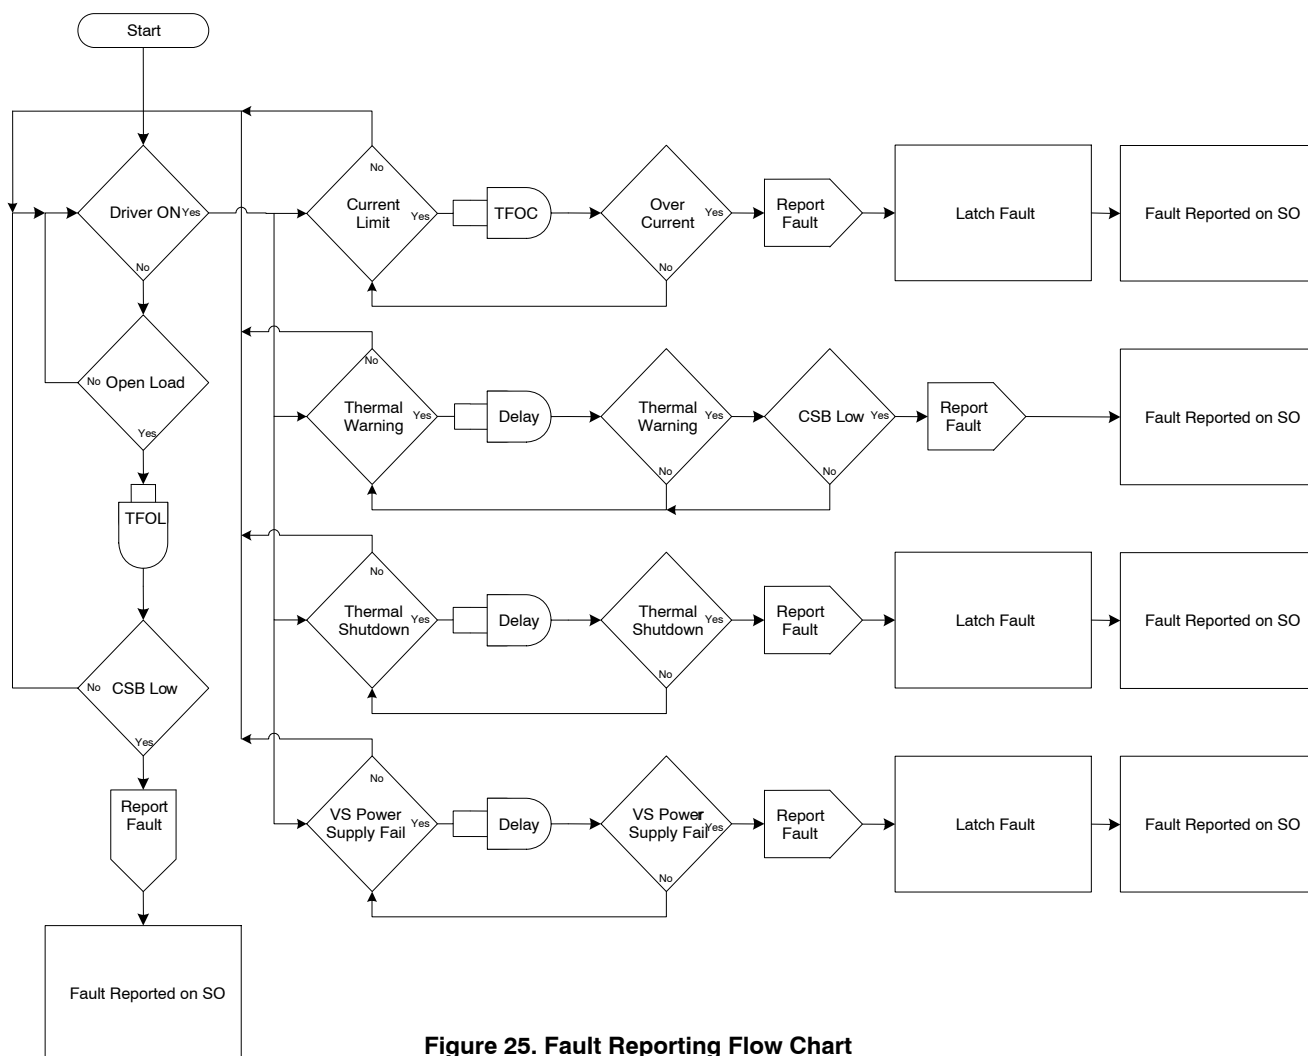 Start
Driver ON
Yes
No
Current
Limit
No
Yes
TFOC
Over
Current
Yes
No
Report
Fault
Latch Fault
Fault Reported on SO
Open Load
No
Yes
Thermal
Warning
No
Yes
Delay
Thermal
Warning
Yes
No
CSB Low
Yes
No
Report
Fault
Fault Reported on SO
TFOL
Thermal
Shutdown
No
Yes
Delay
Thermal
Shutdown
Yes
No
Report
Fault
Latch Fault
Fault Reported on SO
CSB Low
No
Yes
VS Power
Supply Fail
No
Yes
Delay
VS Power
Supply Fail
Yes
No
Report
Fault
Latch Fault
Fault Reported on SO
Report
Fault
Fault Reported on SO
Figure 25. Fault Reporting Flow Chart